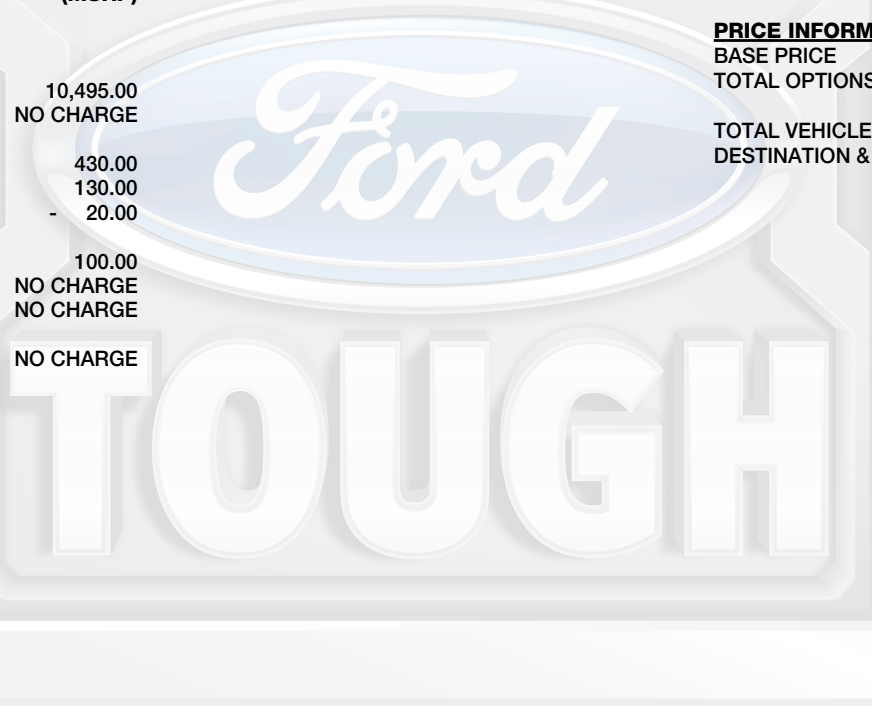 (MSRP)
10,495.00
NO CHARGE
430.00
130.00
- 20.00
100.00
NO CHARGE
NO CHARGE
NO CHARGE
PRICE INFORM
BASE PRICE
TOTAL OPTIONS
TOTAL VEHICLE
DESTINATION &
Ford
TOUGH